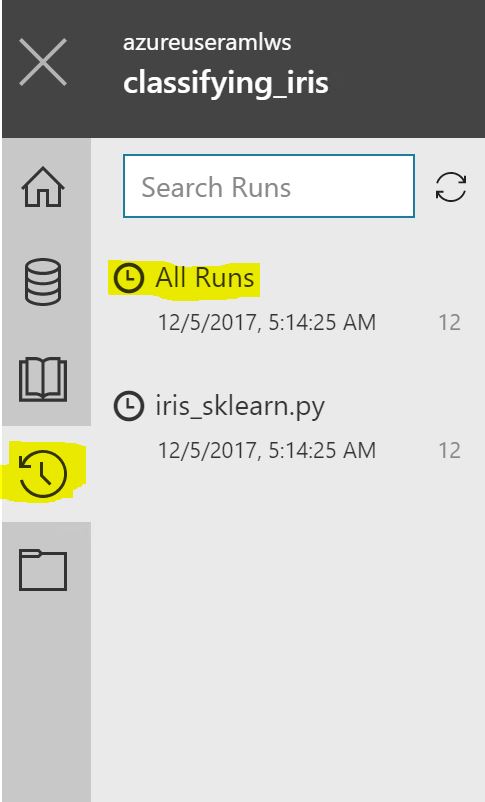 azureuseramlws
classifying_iris
Search Runs
All Runs
12/5/2017, 5:14:25 AM 12
iris_sklearn.py
12/5/2017, 5:14:25 AM 12